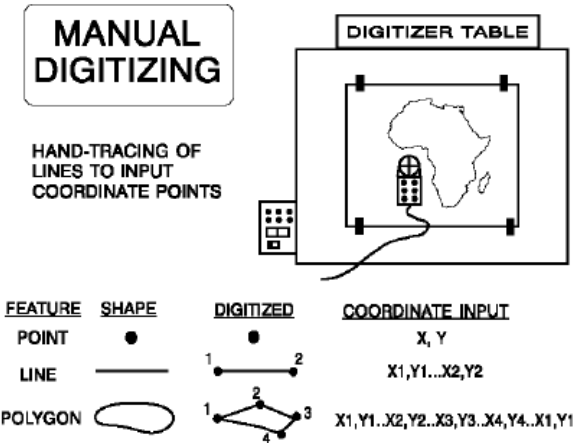 MANUAL
DIGITIZING
DIGITIZER TABLE
HAND-TRACING OF
LINES TO INPUT
COORDINATE POINTS
FEATURE SHAPE DIGITIZED COORDINATE INPUT
POINT X, Y
LINE 1 2 X1,Y1...X2,Y2
POLYGON 1 2 3 4 X1,Y1..X2,Y2..X3,Y3..X4,Y4..X1,Y1